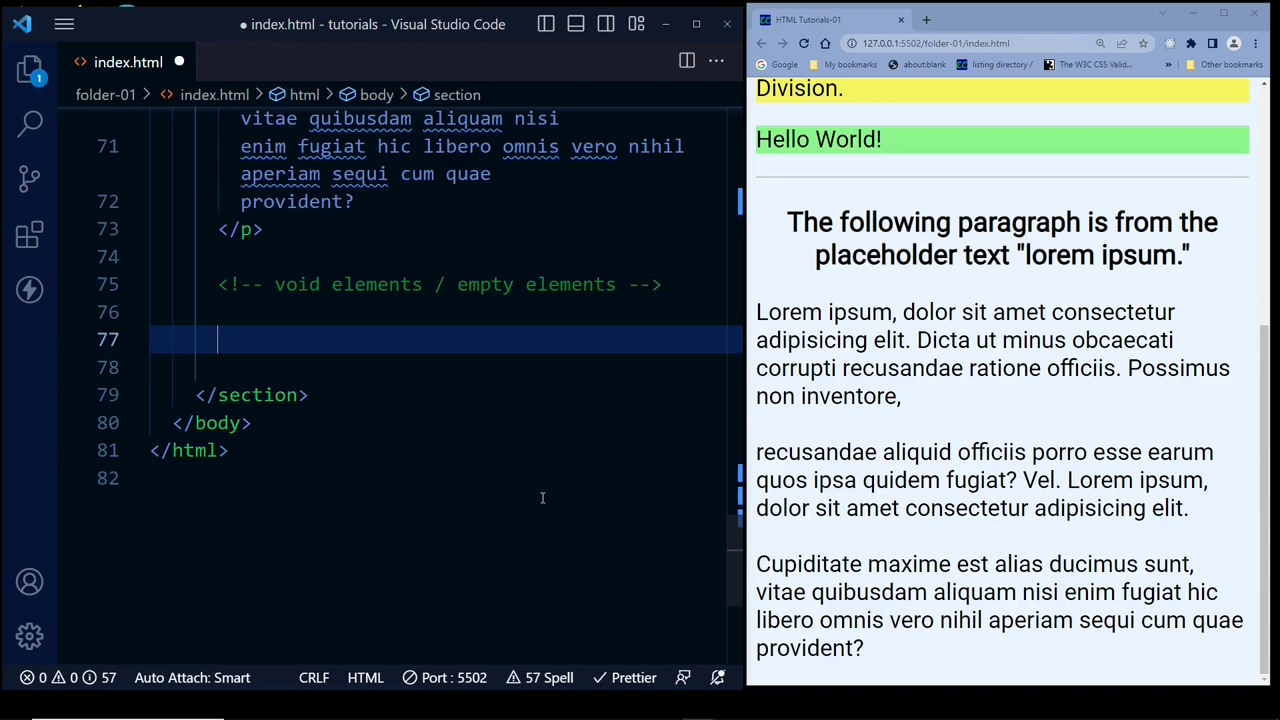 index.html - tutorials - Visual Studio Code
index.html
folder-01 > index.html > html > body > section
vitae quibusdam aliquam nisi
71 enim fugiat hic libero omnis vero nihil
aperiam sequi cum quae
72 provident?
73 </p>
74
75 <!-- void elements / empty elements -->
76
77
78
79 </section>
80 </body>
81 </html>
82
1
0 0 57 Auto Attach: Smart CRLF HTML Port : 5502 57 Spell Prettier
HTML Tutorials-01
127.0.0.1:5502/folder-01/index.html
Google My bookmarks about:blank listing directory / The W3C CSS Valid... » Other bookmarks
Division.
Hello World!
The following paragraph is from the
placeholder text "lorem ipsum."
Lorem ipsum, dolor sit amet consectetur
adipisicing elit. Dicta ut minus obcaecati
corrupti recusandae ratione officiis. Possimus
non inventore,
recusandae aliquid officiis porro esse earum
quos ipsa quidem fugiat? Vel. Lorem ipsum,
dolor sit amet consectetur adipisicing elit.
Cupiditate maxime est alias ducimus sunt,
vitae quibusdam aliquam nisi enim fugiat hic
libero omnis vero nihil aperiam sequi cum quae
provident?